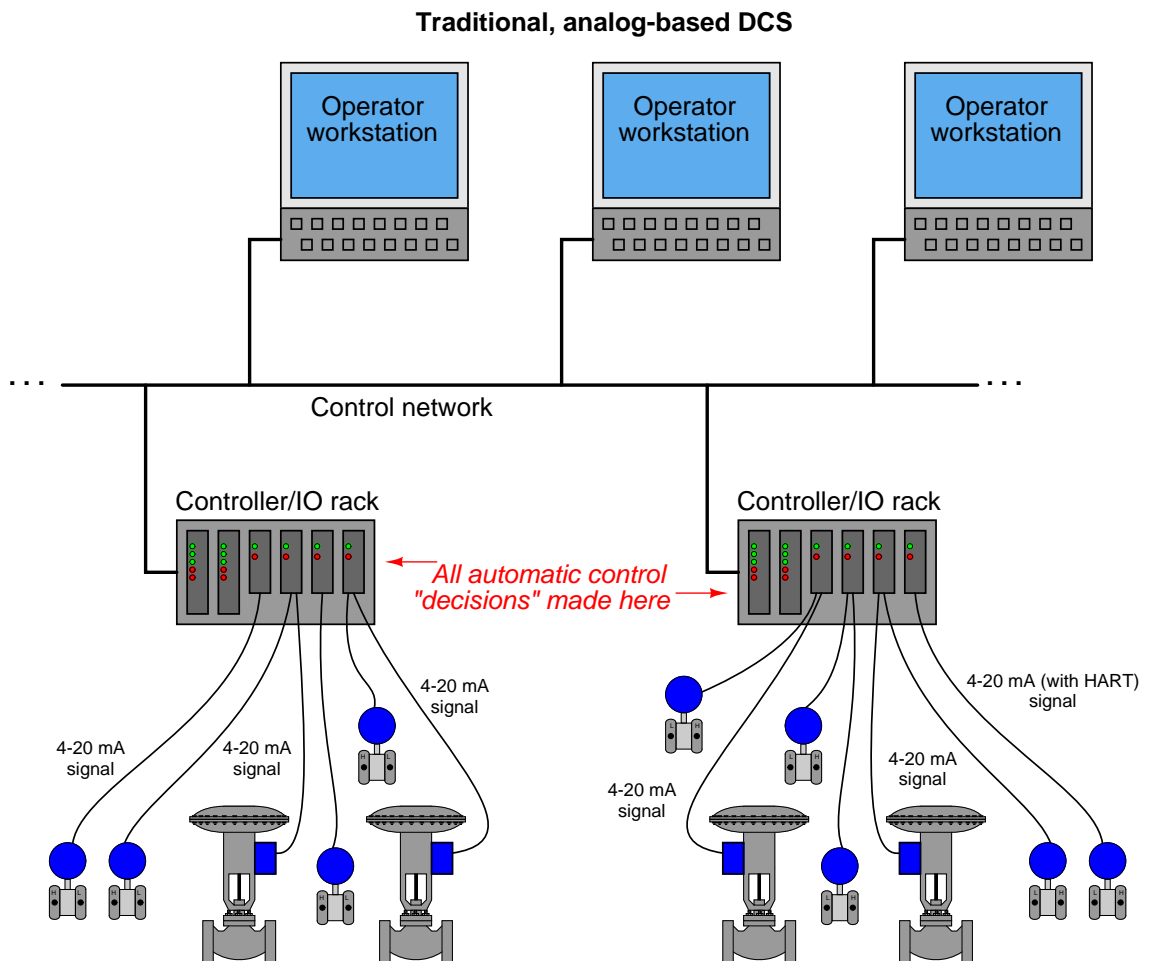 Traditional, analog-based DCS
Operator
workstation
Operator
workstation
Operator
workstation
. . .
. . .
Control network
Controller/IO rack
Controller/IO rack
All automatic control
"decisions" made here
4-20 mA
signal
4-20 mA
signal
4-20 mA
signal
4-20 mA (with HART)
signal
4-20 mA
signal
4-20 mA
signal
H L
L H
L H
H L
H L
H L
L H
L H
H L